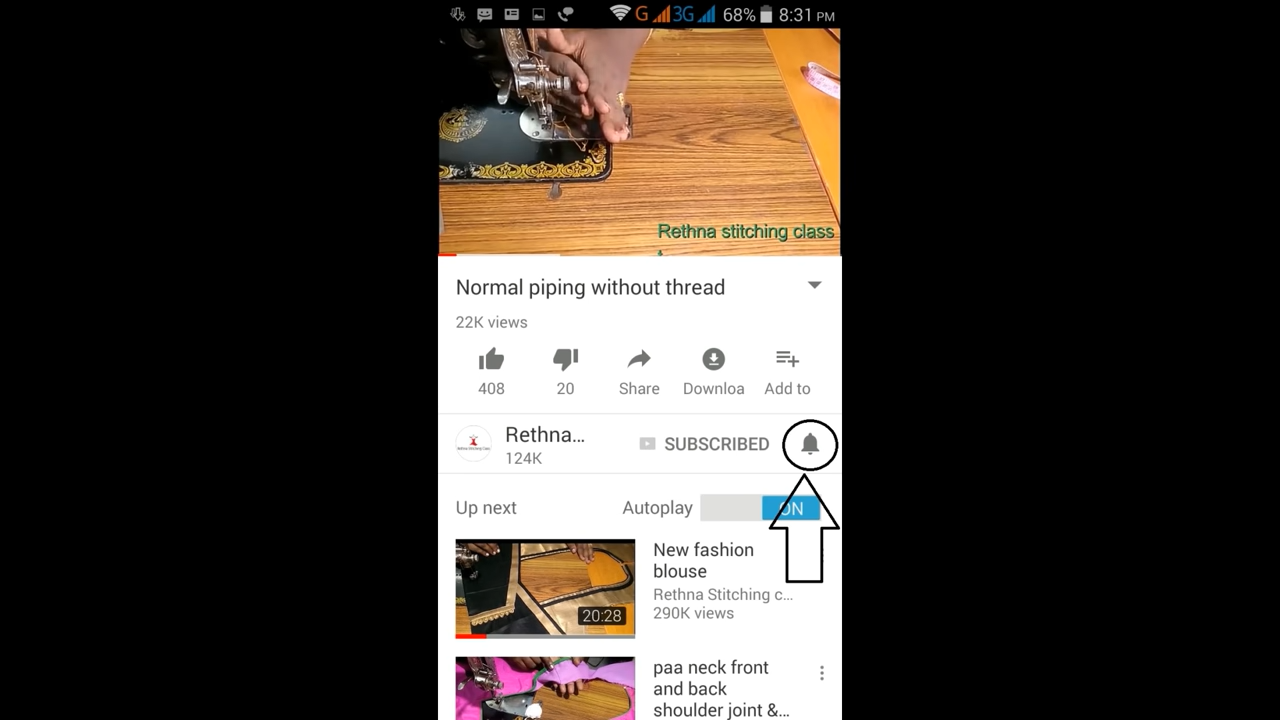 G 3G 68% 8:31 PM
Rethna stitching class
Normal piping without thread
22K views
408 20 Share Downloa Add to
Rethna… SUBSCRIBED
124K
Up next Autoplay ON
New fashion
blouse
Rethna Stitching c…
290K views
20:28
paa neck front
and back
shoulder joint &…